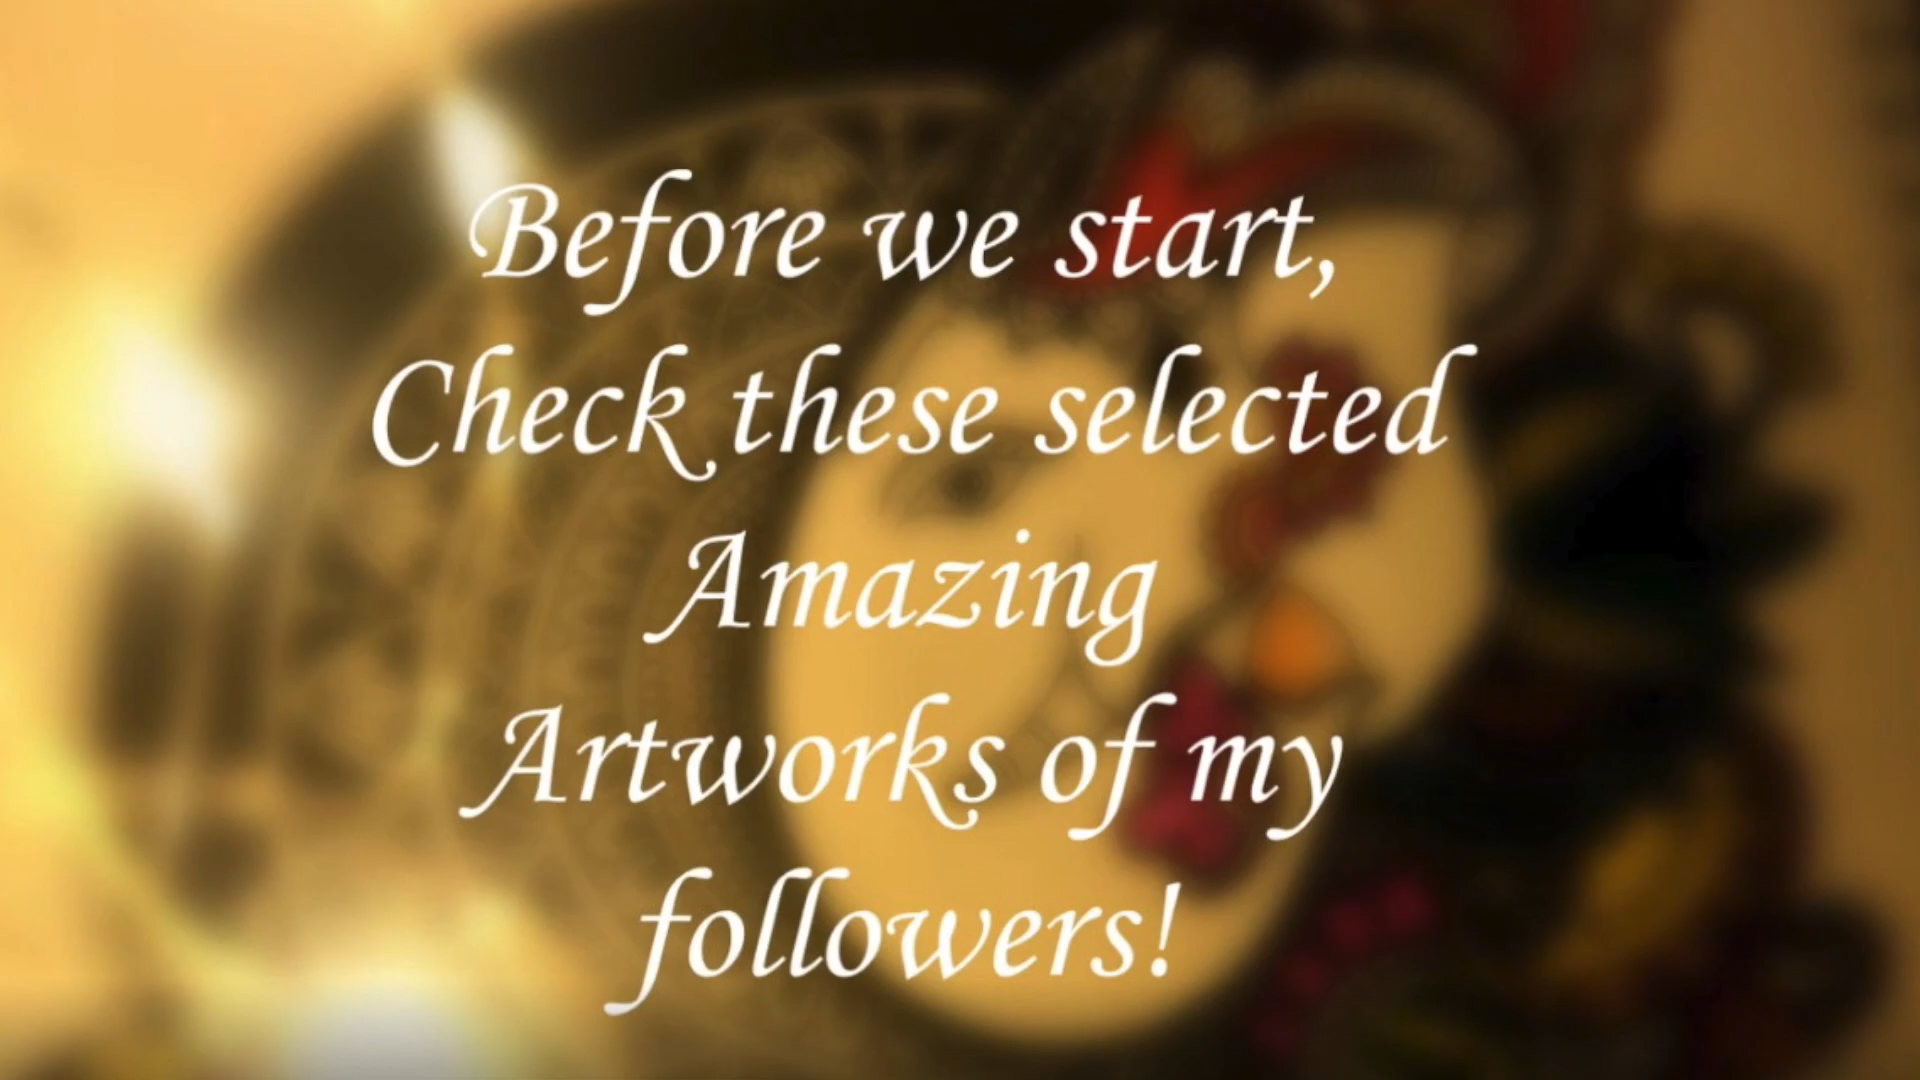 Before we start,
Check these selected
Amazing
Artworks of my
followers!